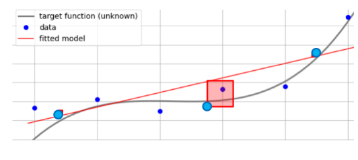 target function (unknown)
data
fitted model